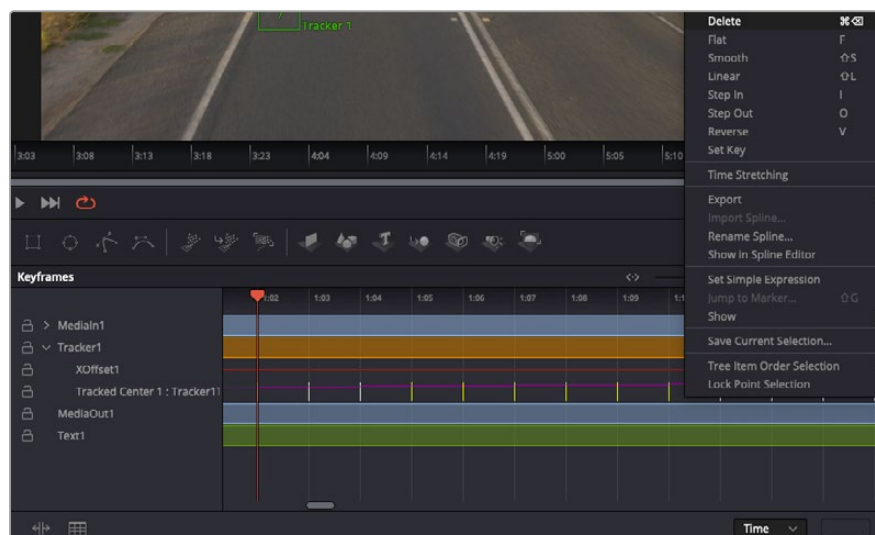 Tracker 1
3:03 3:08 3:13 3:18 3:23 4:04 4:09 4:14 4:19 5:00 5:05 5:10
Delete ⌘⌫
Flat F
Smooth ⇧S
Linear ⇧L
Step In I
Step Out O
Reverse V
Set Key
Time Stretching
Export
Import Spline...
Rename Spline...
Show in Spline Editor
Set Simple Expression
Jump to Marker... ⇧G
Show
Save Current Selection...
Tree Item Order Selection
Lock Point Selection
Keyframes
1:02 1:03 1:04 1:05 1:06 1:07 1:08 1:09
MediaIn1
Tracker1
XOffset1
Tracked Center 1 : Tracker11
MediaOut1
Text1
Time